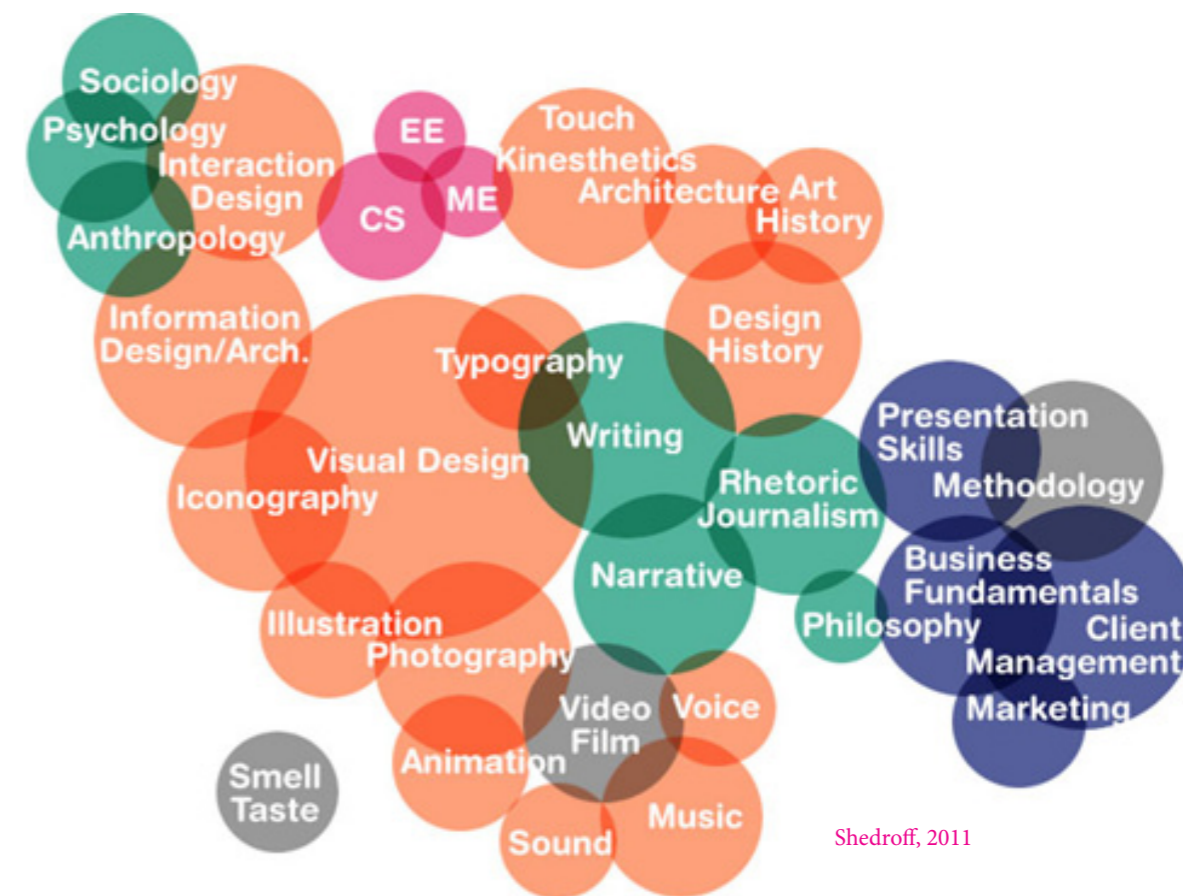 Sociology
Psychology
Interaction
Design
Anthropology
EE
CS
ME
Touch
Kinesthetics
Architecture
Art
History
Information
Design/Arch.
Typography
Design
History
Visual Design
Writing
Iconography
Rhetoric
Journalism
Presentation
Skills
Methodology
Narrative
Business
Fundamentals
Illustration
Photography
Philosophy
Client
Management
Marketing
Video
Film
Voice
Animation
Smell
Taste
Sound
Music
Shedroff, 2011